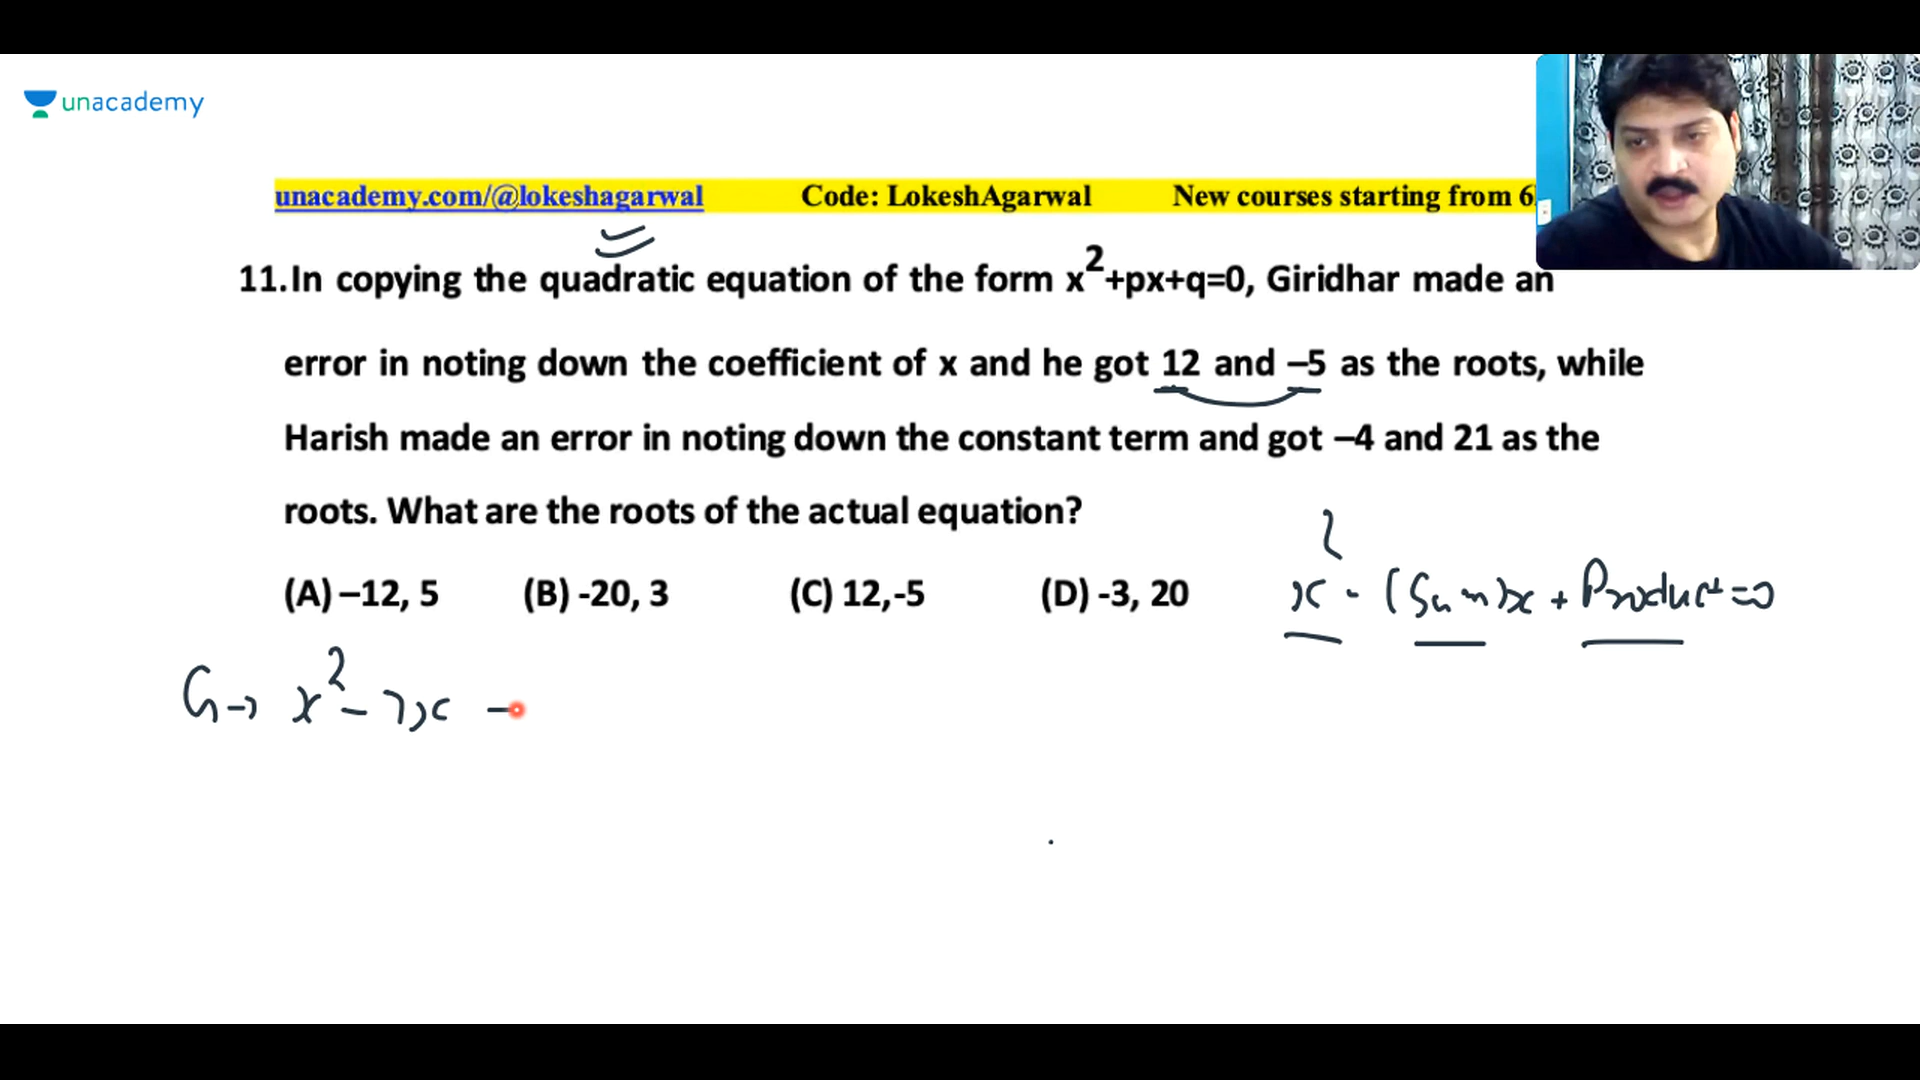 unacademy
unacademy.com/@lokeshagarwal Code: LokeshAgarwal New courses starting from 6
11.In copying the quadratic equation of the form x²+px+q=0, Giridhar made an
error in noting down the coefficient of x and he got 12 and –5 as the roots, while
Harish made an error in noting down the constant term and got –4 and 21 as the
roots. What are the roots of the actual equation?
(A) –12, 5 (B) -20, 3 (C) 12,-5 (D) -3, 20
x² - (Sum)x + Product = 0
G → x² - 7x -